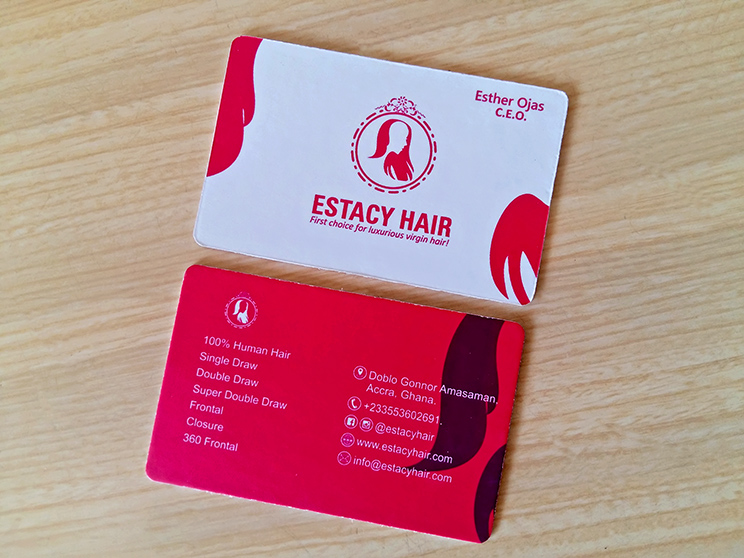 Esther Ojas
C.E.O.
ESTACY HAIR
First choice for luxurious virgin hair!
100% Human Hair
Single Draw
Double Draw
Super Double Draw
Frontal
Closure
360 Frontal
Doblo Gonnor Amasaman,
Accra, Ghana.
+233553602691.
@estacyhair
www.estacyhair.com
info@estacyhair.com